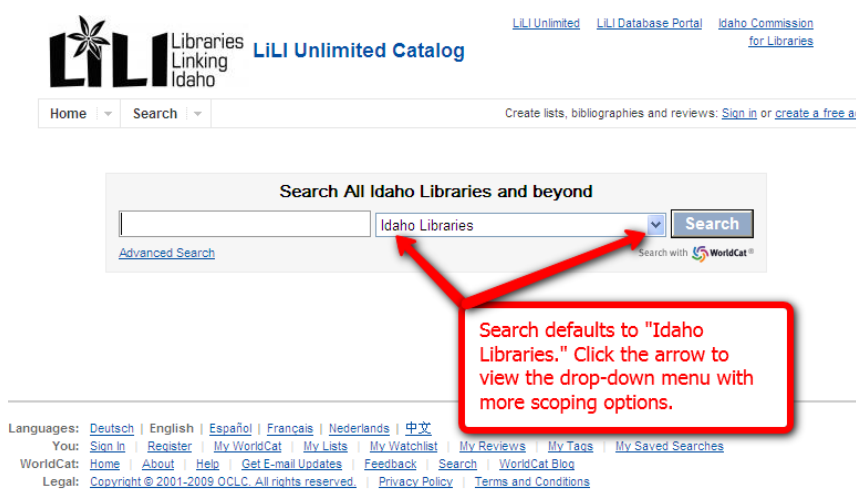 LiLI Unlimited LiLI Database Portal Idaho Commission
for Libraries
LiLI Libraries
Linking
Idaho
LiLI Unlimited Catalog
Home Search Create lists, bibliographies and reviews: Sign in or create a free a
Search All Idaho Libraries and beyond
Idaho Libraries Search
Advanced Search Search with WorldCat®
Search defaults to "Idaho
Libraries." Click the arrow to
view the drop-down menu with
more scoping options.
Languages: Deutsch | English | Español | Français | Nederlands | 中文
You: Sign In | Register | My WorldCat | My Lists | My Watchlist | My Reviews | My Tags | My Saved Searches
WorldCat: Home | About | Help | Get E-mail Updates | Feedback | Search | WorldCat Blog
Legal: Copyright © 2001-2009 OCLC. All rights reserved. | Privacy Policy | Terms and Conditions